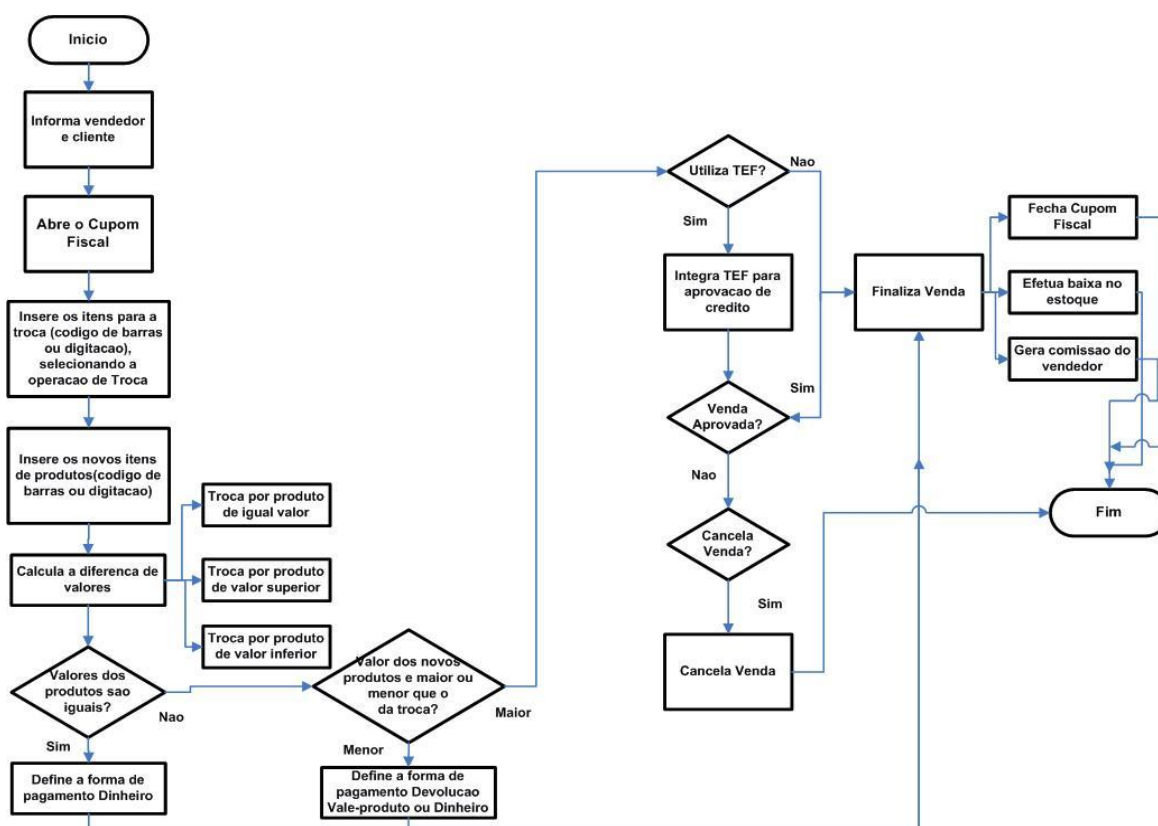 Inicio
Informa vendedor
e cliente
Abre o Cupom
Fiscal
Insere os itens para a
troca (codigo de barras
ou digitacao),
selecionando a
operacao de Troca
Insere os novos itens
de produtos(codigo de
barras ou digitacao)
Calcula a diferenca de
valores
Troca por produto
de igual valor
Troca por produto
de valor superior
Troca por produto
de valor inferior
Valores dos
produtos sao
iguais?
Nao
Sim
Define a forma de
pagamento Dinheiro
Valor dos novos
produtos e maior ou
menor que o
da troca?
Maior
Menor
Define a forma de
pagamento Devolucao
Vale-produto ou Dinheiro
Utiliza TEF?
Nao
Sim
Integra TEF para
aprovacao de
credito
Sim
Venda
Aprovada?
Nao
Cancela
Venda?
Sim
Cancela Venda
Finaliza Venda
Fecha Cupom
Fiscal
Efetua baixa no
estoque
Gera comissao do
vendedor
Fim